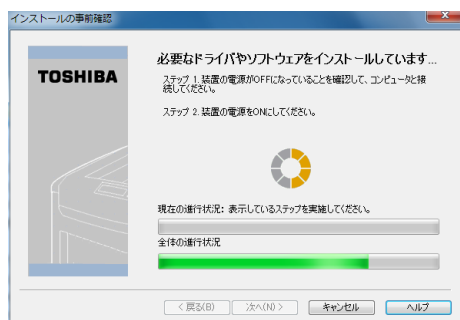 インストールの事前確認
TOSHIBA
必要なドライバやソフトウェアをインストールしています...
ステップ 1. 装置の電源がOFFになっていることを確認して、コンピュータと接
続してください。
ステップ 2. 装置の電源をONにしてください。
現在の進行状況: 表示しているステップを実施してください。
全体の進行状況
< 戻る(B)
次へ(N) >
キャンセル
ヘルプ